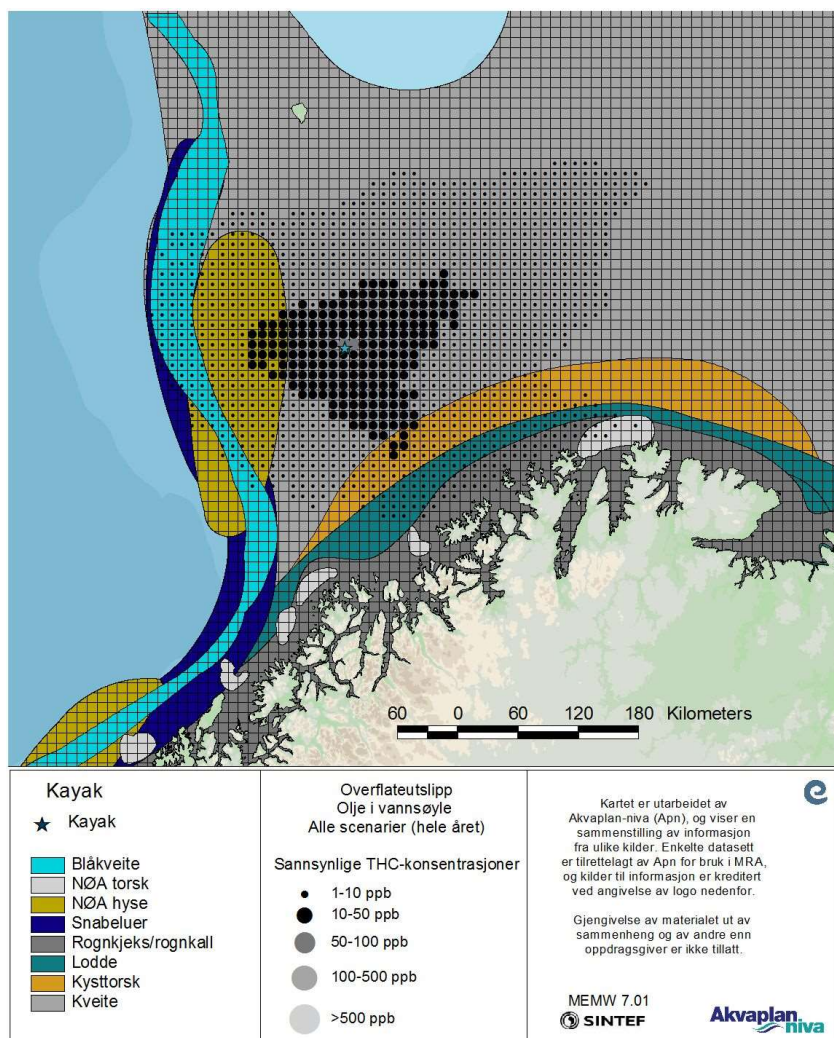 60 0 60 120 180 Kilometers
Kayak
Kayak
Blåkveite
NØA torsk
NØA hyse
Snabeluer
Rognkjeks/rognkall
Lodde
Kysttorsk
Kveite
Overflateutslipp
Olje i vannsøyle
Alle scenarier (hele året)
Sannsynlige THC-konsentrasjoner
1-10 ppb
10-50 ppb
50-100 ppb
100-500 ppb
>500 ppb
Kartet er utarbeidet av
Akvaplan-niva (Apn), og viser en
sammenstilling av informasjon
fra ulike kilder. Enkelte datasett
er tilrettelagt av Apn for bruk i MRA,
og kilder til informasjon er kreditert
ved angivelse av logo nedenfor.
Gjengivelse av materialet ut av
sammenheng og av andre enn
oppdragsgiver er ikke tillatt.
MEMW 7.01
SINTEF
Akvaplan
niva